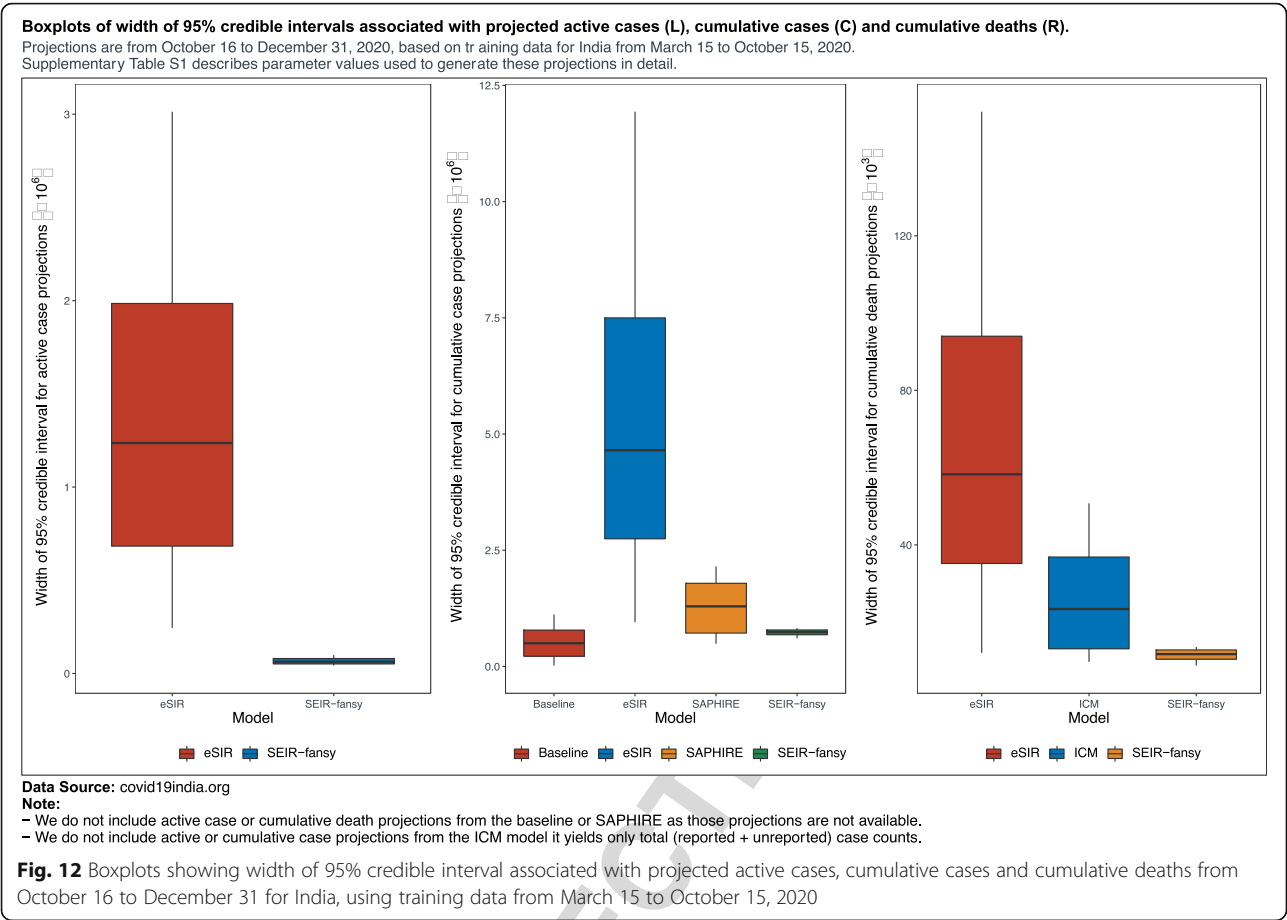 Boxplots of width of 95% credible intervals associated with projected active cases (L), cumulative cases (C) and cumulative deaths (R).
Projections are from October 16 to December 31, 2020, based on tr aining data for India from March 15 to October 15, 2020.
Supplementary Table S1 describes parameter values used to generate these projections in detail.
Width of 95% credible interval for active case projections □□□ 10⁶□□
3
2
1
0
eSIR
SEIR−fansy
Model
eSIR
SEIR−fansy
Width of 95% credible interval for cumulative case projections □□□ 10⁶□□
12.5
10.0
7.5
5.0
2.5
0.0
Baseline
eSIR
SAPHIRE
SEIR−fansy
Model
Baseline
eSIR
SAPHIRE
SEIR−fansy
Width of 95% credible interval for cumulative death projections □□□ 10³□□
120
80
40
eSIR
ICM
SEIR−fansy
Model
eSIR
ICM
SEIR−fansy
Data Source: covid19india.org
Note:
− We do not include active case or cumulative death projections from the baseline or SAPHIRE as those projections are not available.
− We do not include active or cumulative case projections from the ICM model it yields only total (reported + unreported) case counts.
Fig. 12 Boxplots showing width of 95% credible interval associated with projected active cases, cumulative cases and cumulative deaths from
October 16 to December 31 for India, using training data from March 15 to October 15, 2020